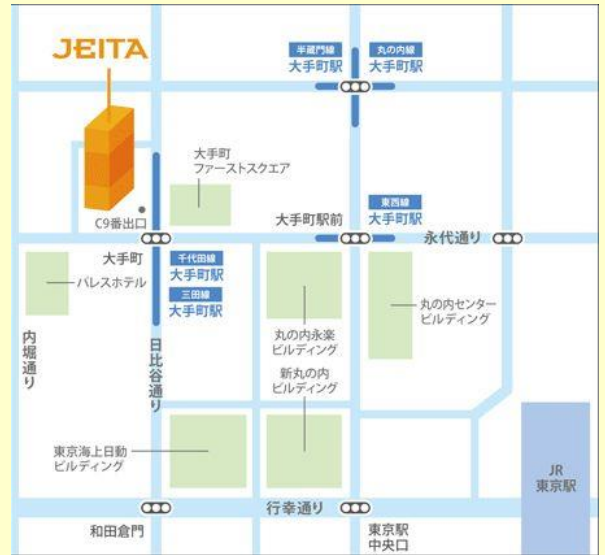 JEITA
半蔵門線
大手町駅
丸の内線
大手町駅
大手町
ファーストスクエア
C9番出口
東西線
大手町駅
大手町駅前
永代通り
大手町
千代田線
大手町駅
三田線
大手町駅
パレスホテル
内堀通り
日比谷通り
丸の内永楽
ビルディング
丸の内センター
ビルディング
新丸の内
ビルディング
東京海上日動
ビルディング
JR
東京駅
行幸通り
和田倉門
東京駅
中央口